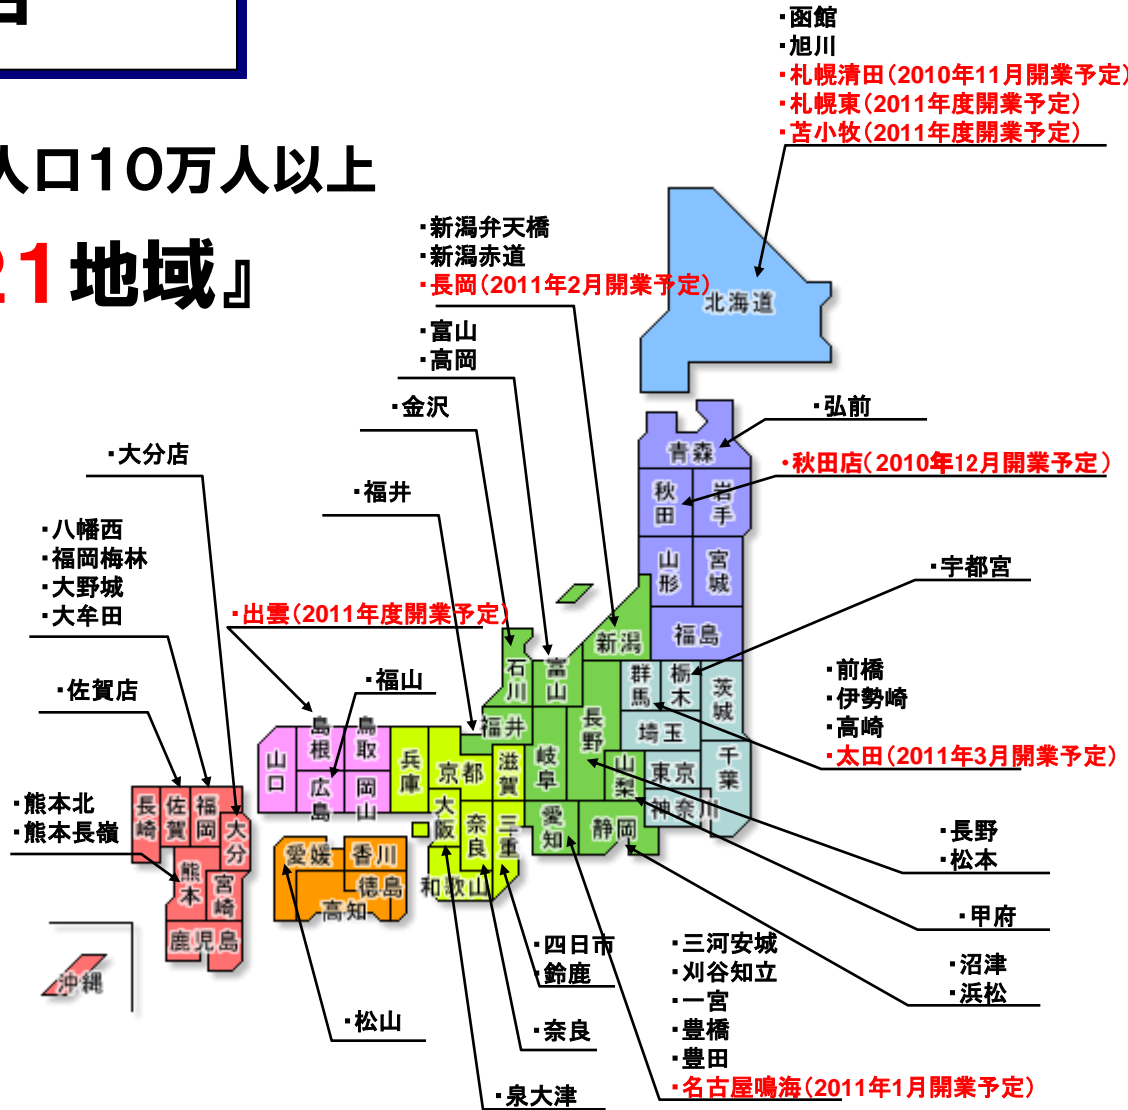 人口１０万人以上
21地域』
・函館
・旭川
・札幌清田（2010年11月開業予定）
・札幌東（2011年度開業予定）
・苫小牧（2011年度開業予定）
・新潟弁天橋
・新潟赤道
・長岡（2011年2月開業予定）
・富山
・高岡
・金沢
・弘前
・大分店
・秋田店（2010年12月開業予定）
・福井
・八幡西
・福岡梅林
・大野城
・大牟田
・宇都宮
・出雲（2011年度開業予定）
・福山
・佐賀店
・前橋
・伊勢崎
・高崎
・太田（2011年3月開業予定）
・熊本北
・熊本長嶺
・長野
・松本
・甲府
・四日市
・鈴鹿
・三河安城
・刈谷知立
・一宮
・豊橋
・豊田
・名古屋鳴海（2011年1月開業予定）
・沼津
・浜松
・松山
・奈良
・泉大津
北海道
青森
秋田
岩手
山形
宮城
福島
新潟
石川
富山
群馬
栃木
茨城
福井
長野
埼玉
岐阜
山梨
東京
千葉
神奈川
愛知
静岡
島根
鳥取
山口
広島
岡山
兵庫
京都
滋賀
大阪
奈良
三重
和歌山
愛媛
香川
徳島
高知
長崎
佐賀
福岡
大分
熊本
宮崎
鹿児島
沖縄